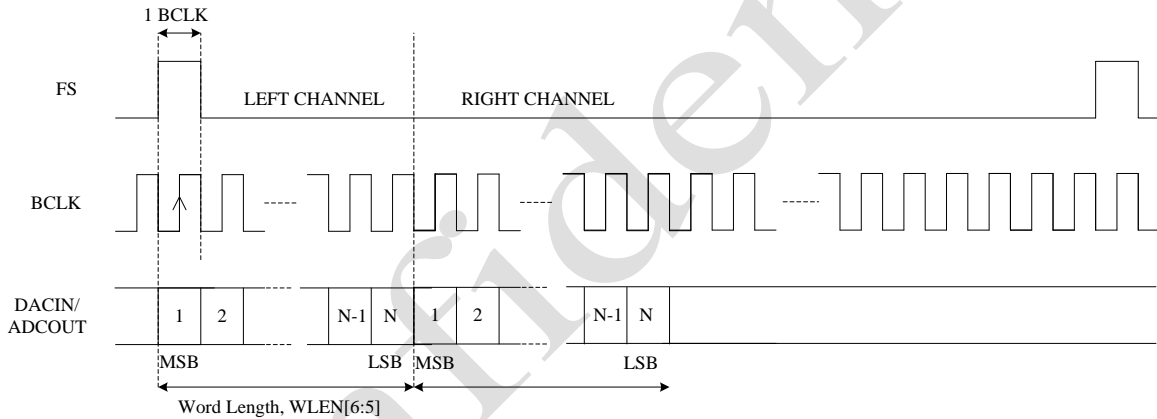 1 BCLK
FS
LEFT CHANNEL
RIGHT CHANNEL
BCLK
DACIN/
ADCOUT
1
2
N-1
N
1
2
N-1
N
MSB
LSB
MSB
LSB
Word Length, WLEN[6:5]
nfiden